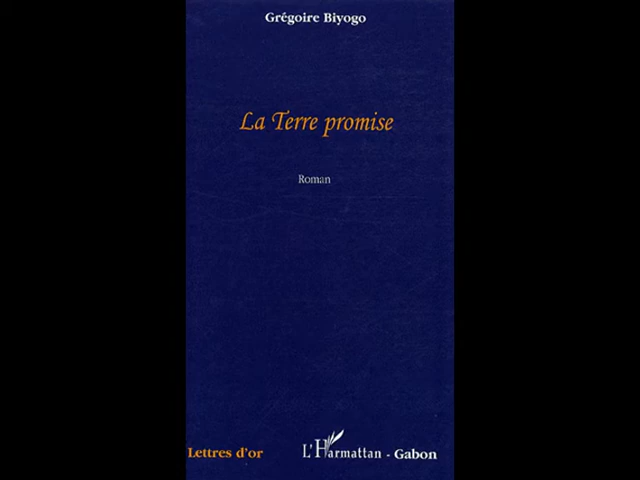 Grégoire Biyogo
La Terre promise
Roman
Lettres d'or
L'Harmattan - Gabon